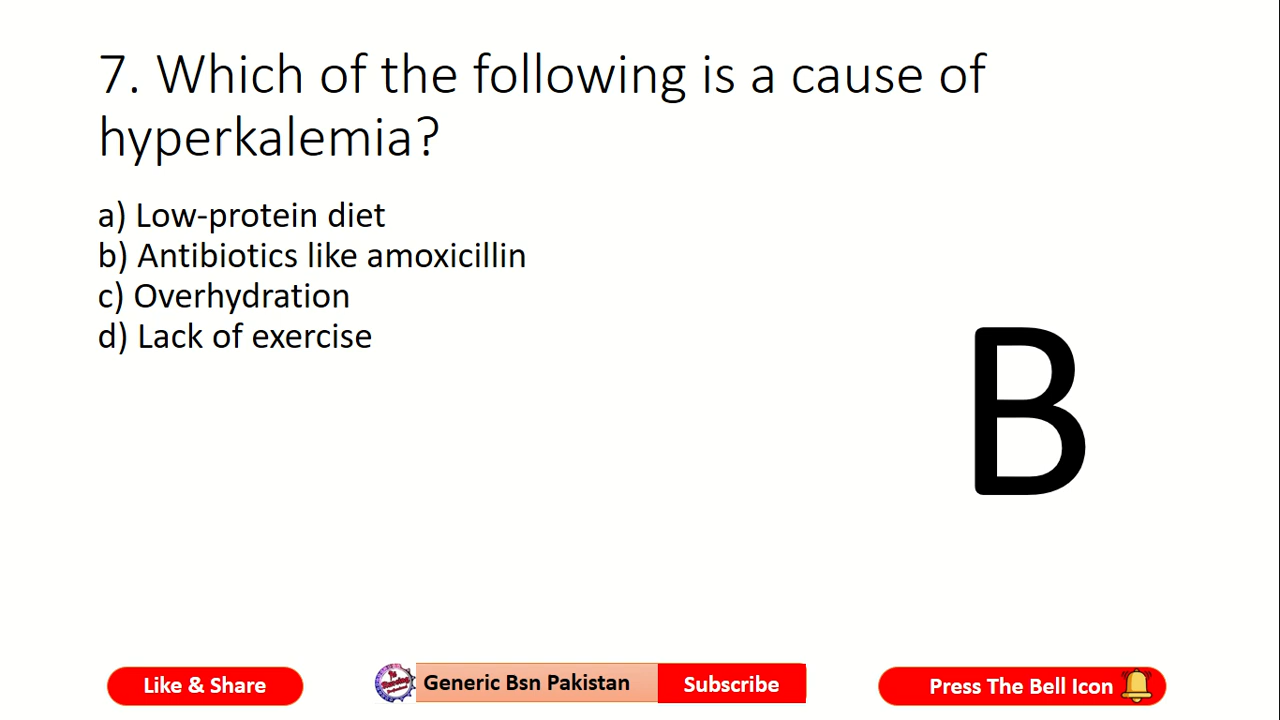 7. Which of the following is a cause of
hyperkalemia?
a) Low-protein diet
b) Antibiotics like amoxicillin
c) Overhydration
d) Lack of exercise
B
Like & Share
Generic Bsn Pakistan
Subscribe
Press The Bell Icon